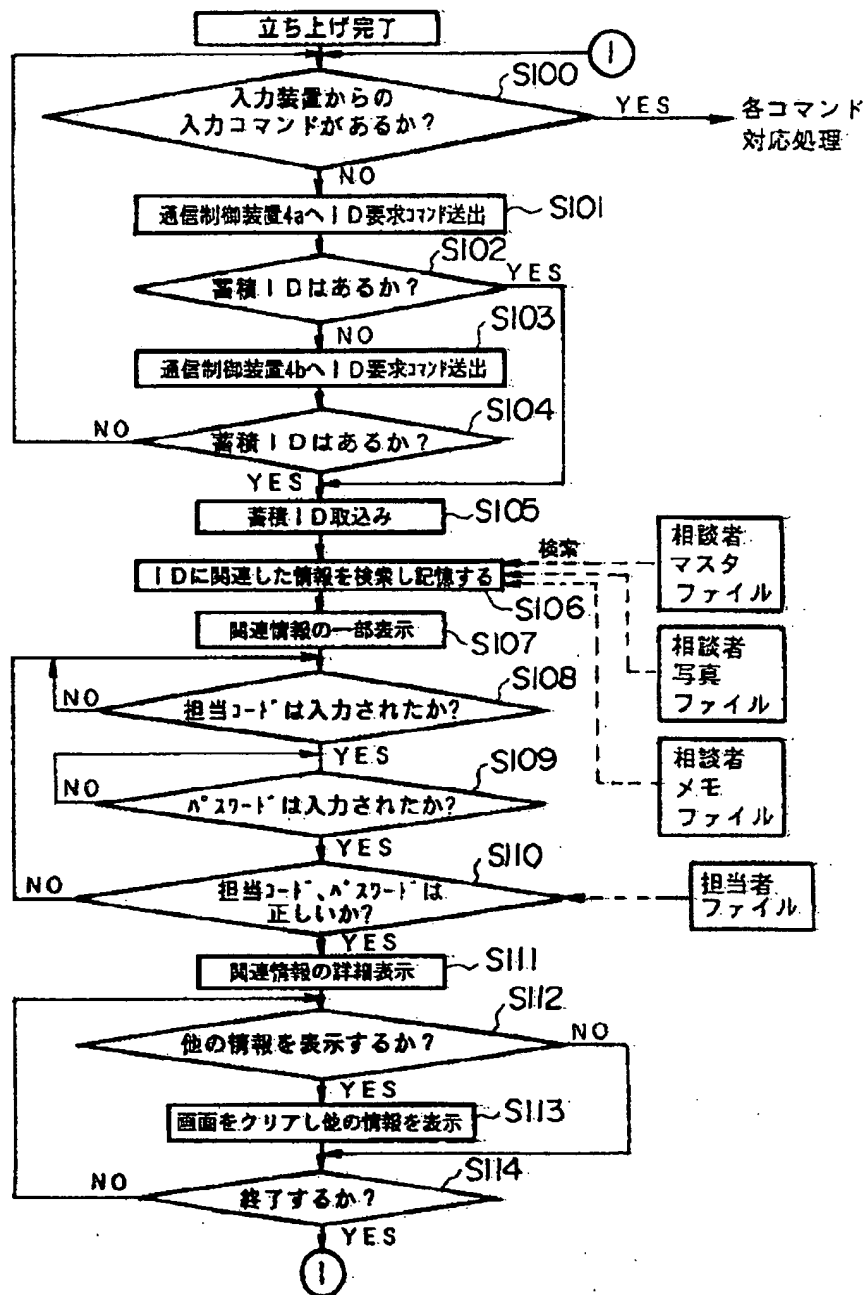 立ち上げ完了
1
S100
入力装置からの
入力コマンドがあるか?
YES
各コマンド
対応処理
NO
通信制御装置4aへID要求コマンド送出
S101
S102
蓄積IDはあるか?
YES
NO
S103
通信制御装置4bへID要求コマンド送出
S104
蓄積IDはあるか?
NO
YES
蓄積ID取込み
S105
検索
相談者
マスタ
ファイル
IDに関連した情報を検索し記憶する
S106
関連情報の一部表示
S107
相談者
写真
ファイル
S108
担当コードは入力されたか?
NO
YES
S109
相談者
メモ
ファイル
パスワードは入力されたか?
NO
YES
S110
担当コード、パスワードは
正しいか?
NO
担当者
ファイル
YES
関連情報の詳細表示
S111
S112
他の情報を表示するか?
NO
YES
画面をクリアし他の情報を表示
S113
S114
終了するか?
NO
YES
1